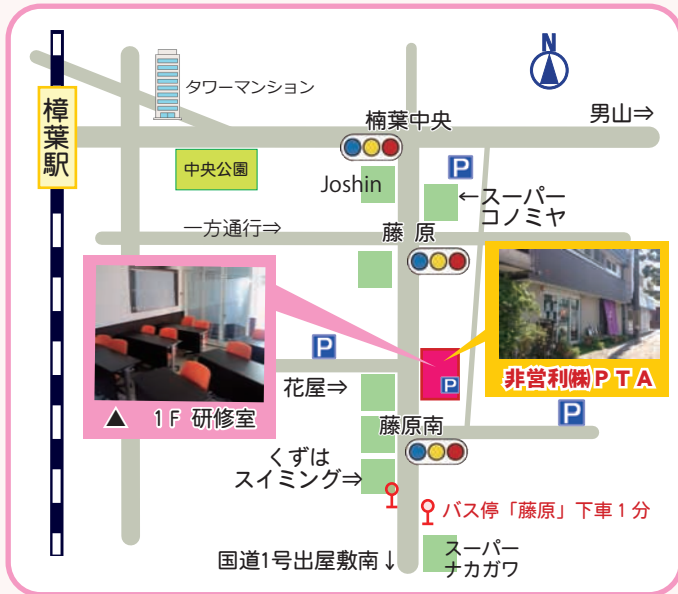 N
タワーマンション
樟葉駅
楠葉中央
男山⇒
中央公園
P
Joshin
←スーパー
コノミヤ
一方通行⇒
藤 原
P
P
花屋⇒
非営利㈱ＰＴＡ
▲ 1F 研修室
藤原南
P
くずは
スイミング⇒
バス停「藤原」下車1分
国道1号出屋敷南↓
スーパー
ナカガワ